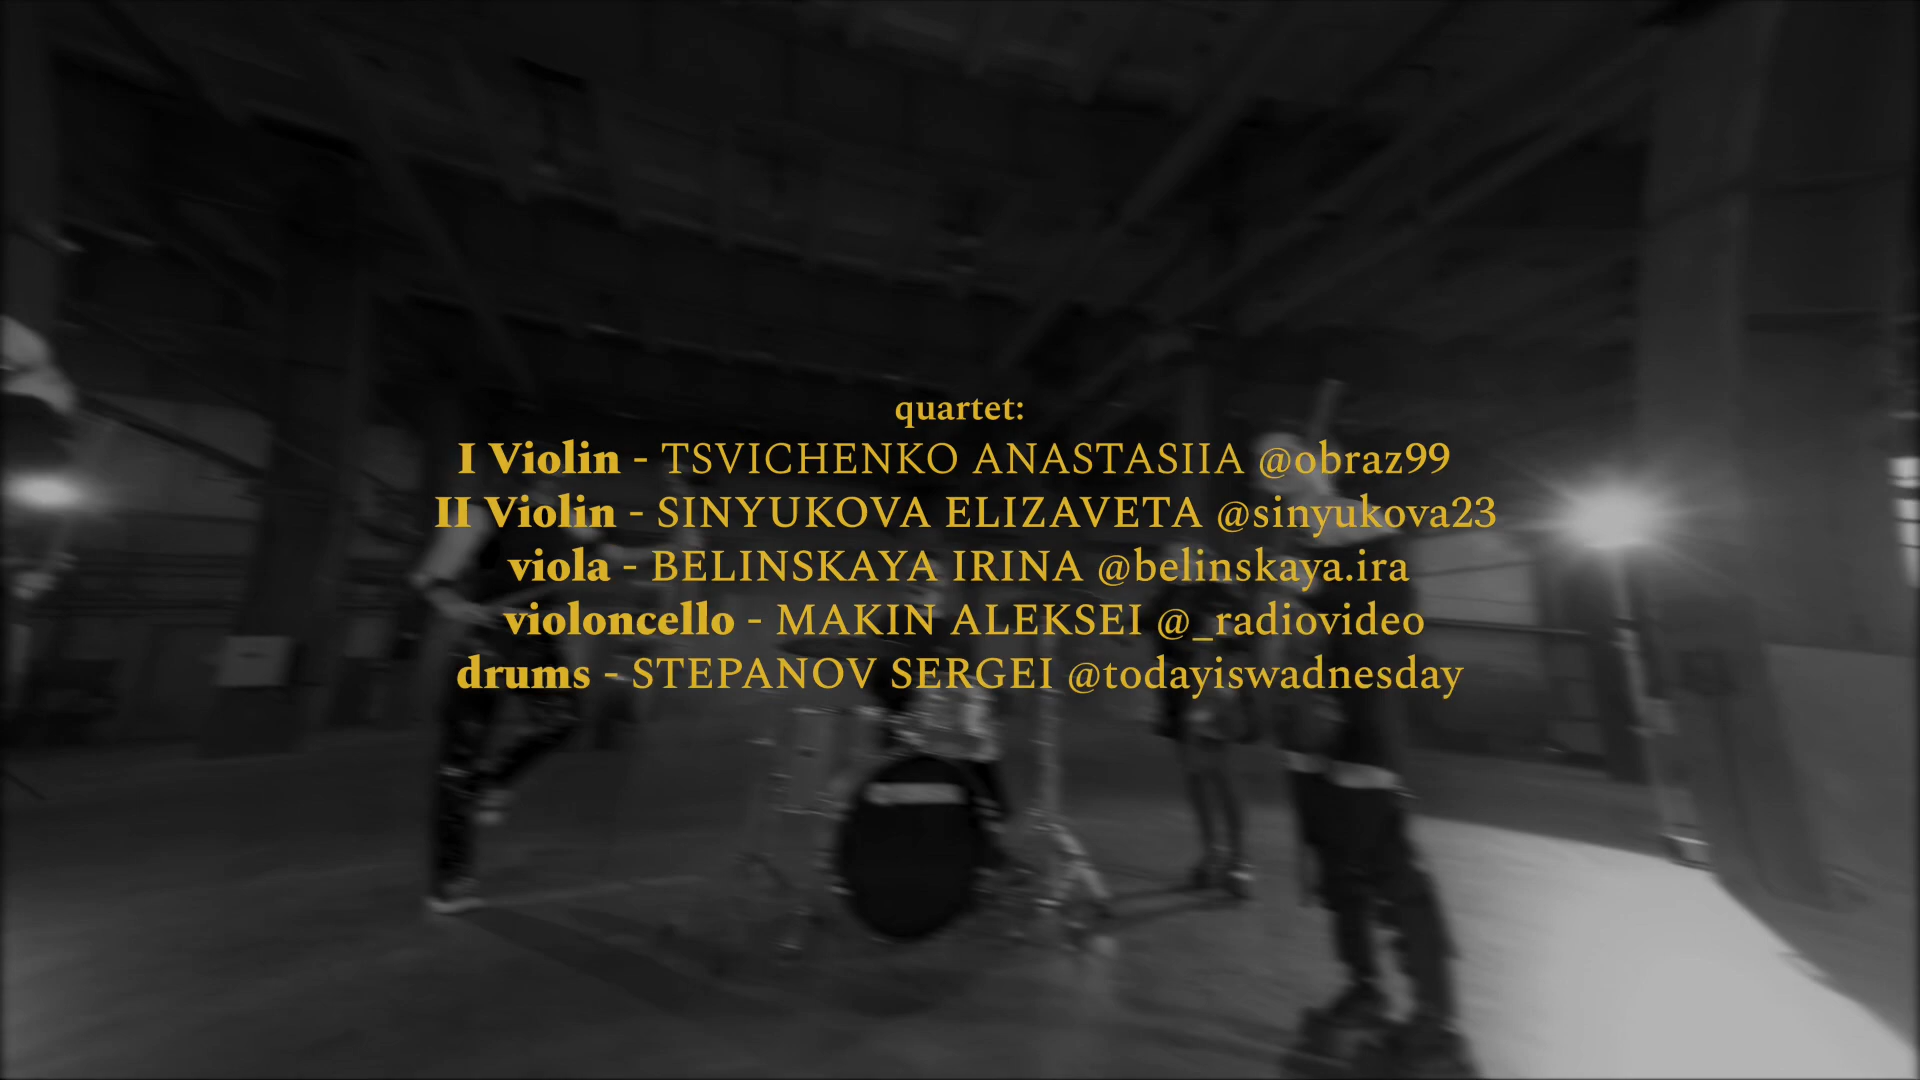 quartet:
I Violin - TSVICHENKO ANASTASIIA @obraz99
II Violin - SINYUKOVA ELIZAVETA @sinyukova23
viola - BELINSKAYA IRINA @belinskaya.ira
violoncello - MAKIN ALEKSEI @_radiovideo
drums - STEPANOV SERGEI @todayiswadnesday